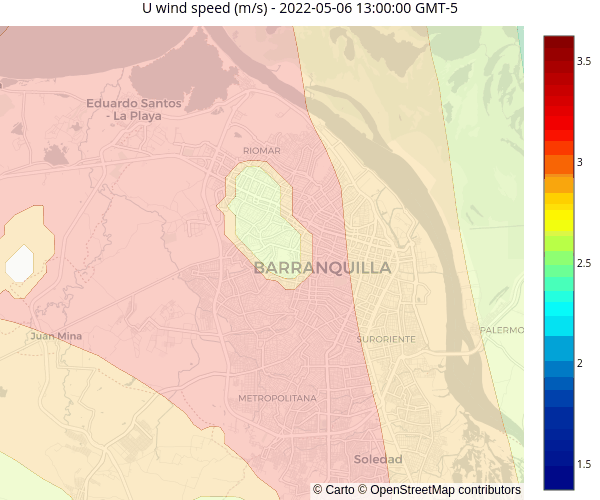 U wind speed (m/s) - 2022-05-06 13:00:00 GMT-5
3.5
Eduardo Santos
- La Playa
RIOMAR
3
2.5
BARRANQUILLA
Juan Mina
PALERMO
SURORIENTE
2
METROPOLITANA
Soledad
1.5
© Carto © OpenStreetMap contributors